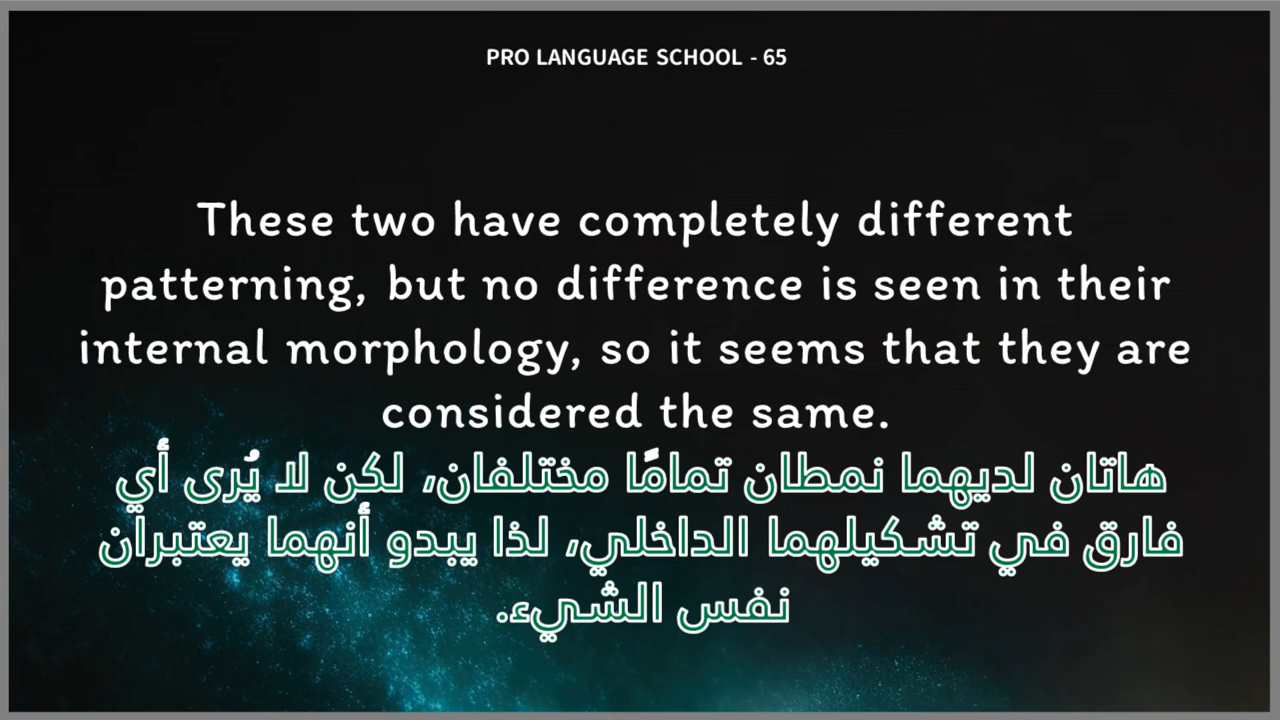 PRO LANGUAGE SCHOOL - 65
These two have completely different
patterning, but no difference is seen in their
internal morphology, so it seems that they are
considered the same.
هاتان لديهما نمطان تمامًا مختلفان، لكن لا يُرى أي
فارق في تشكيلهما الداخلي، لذا يبدو أنهما يعتبران
نفس الشيء.